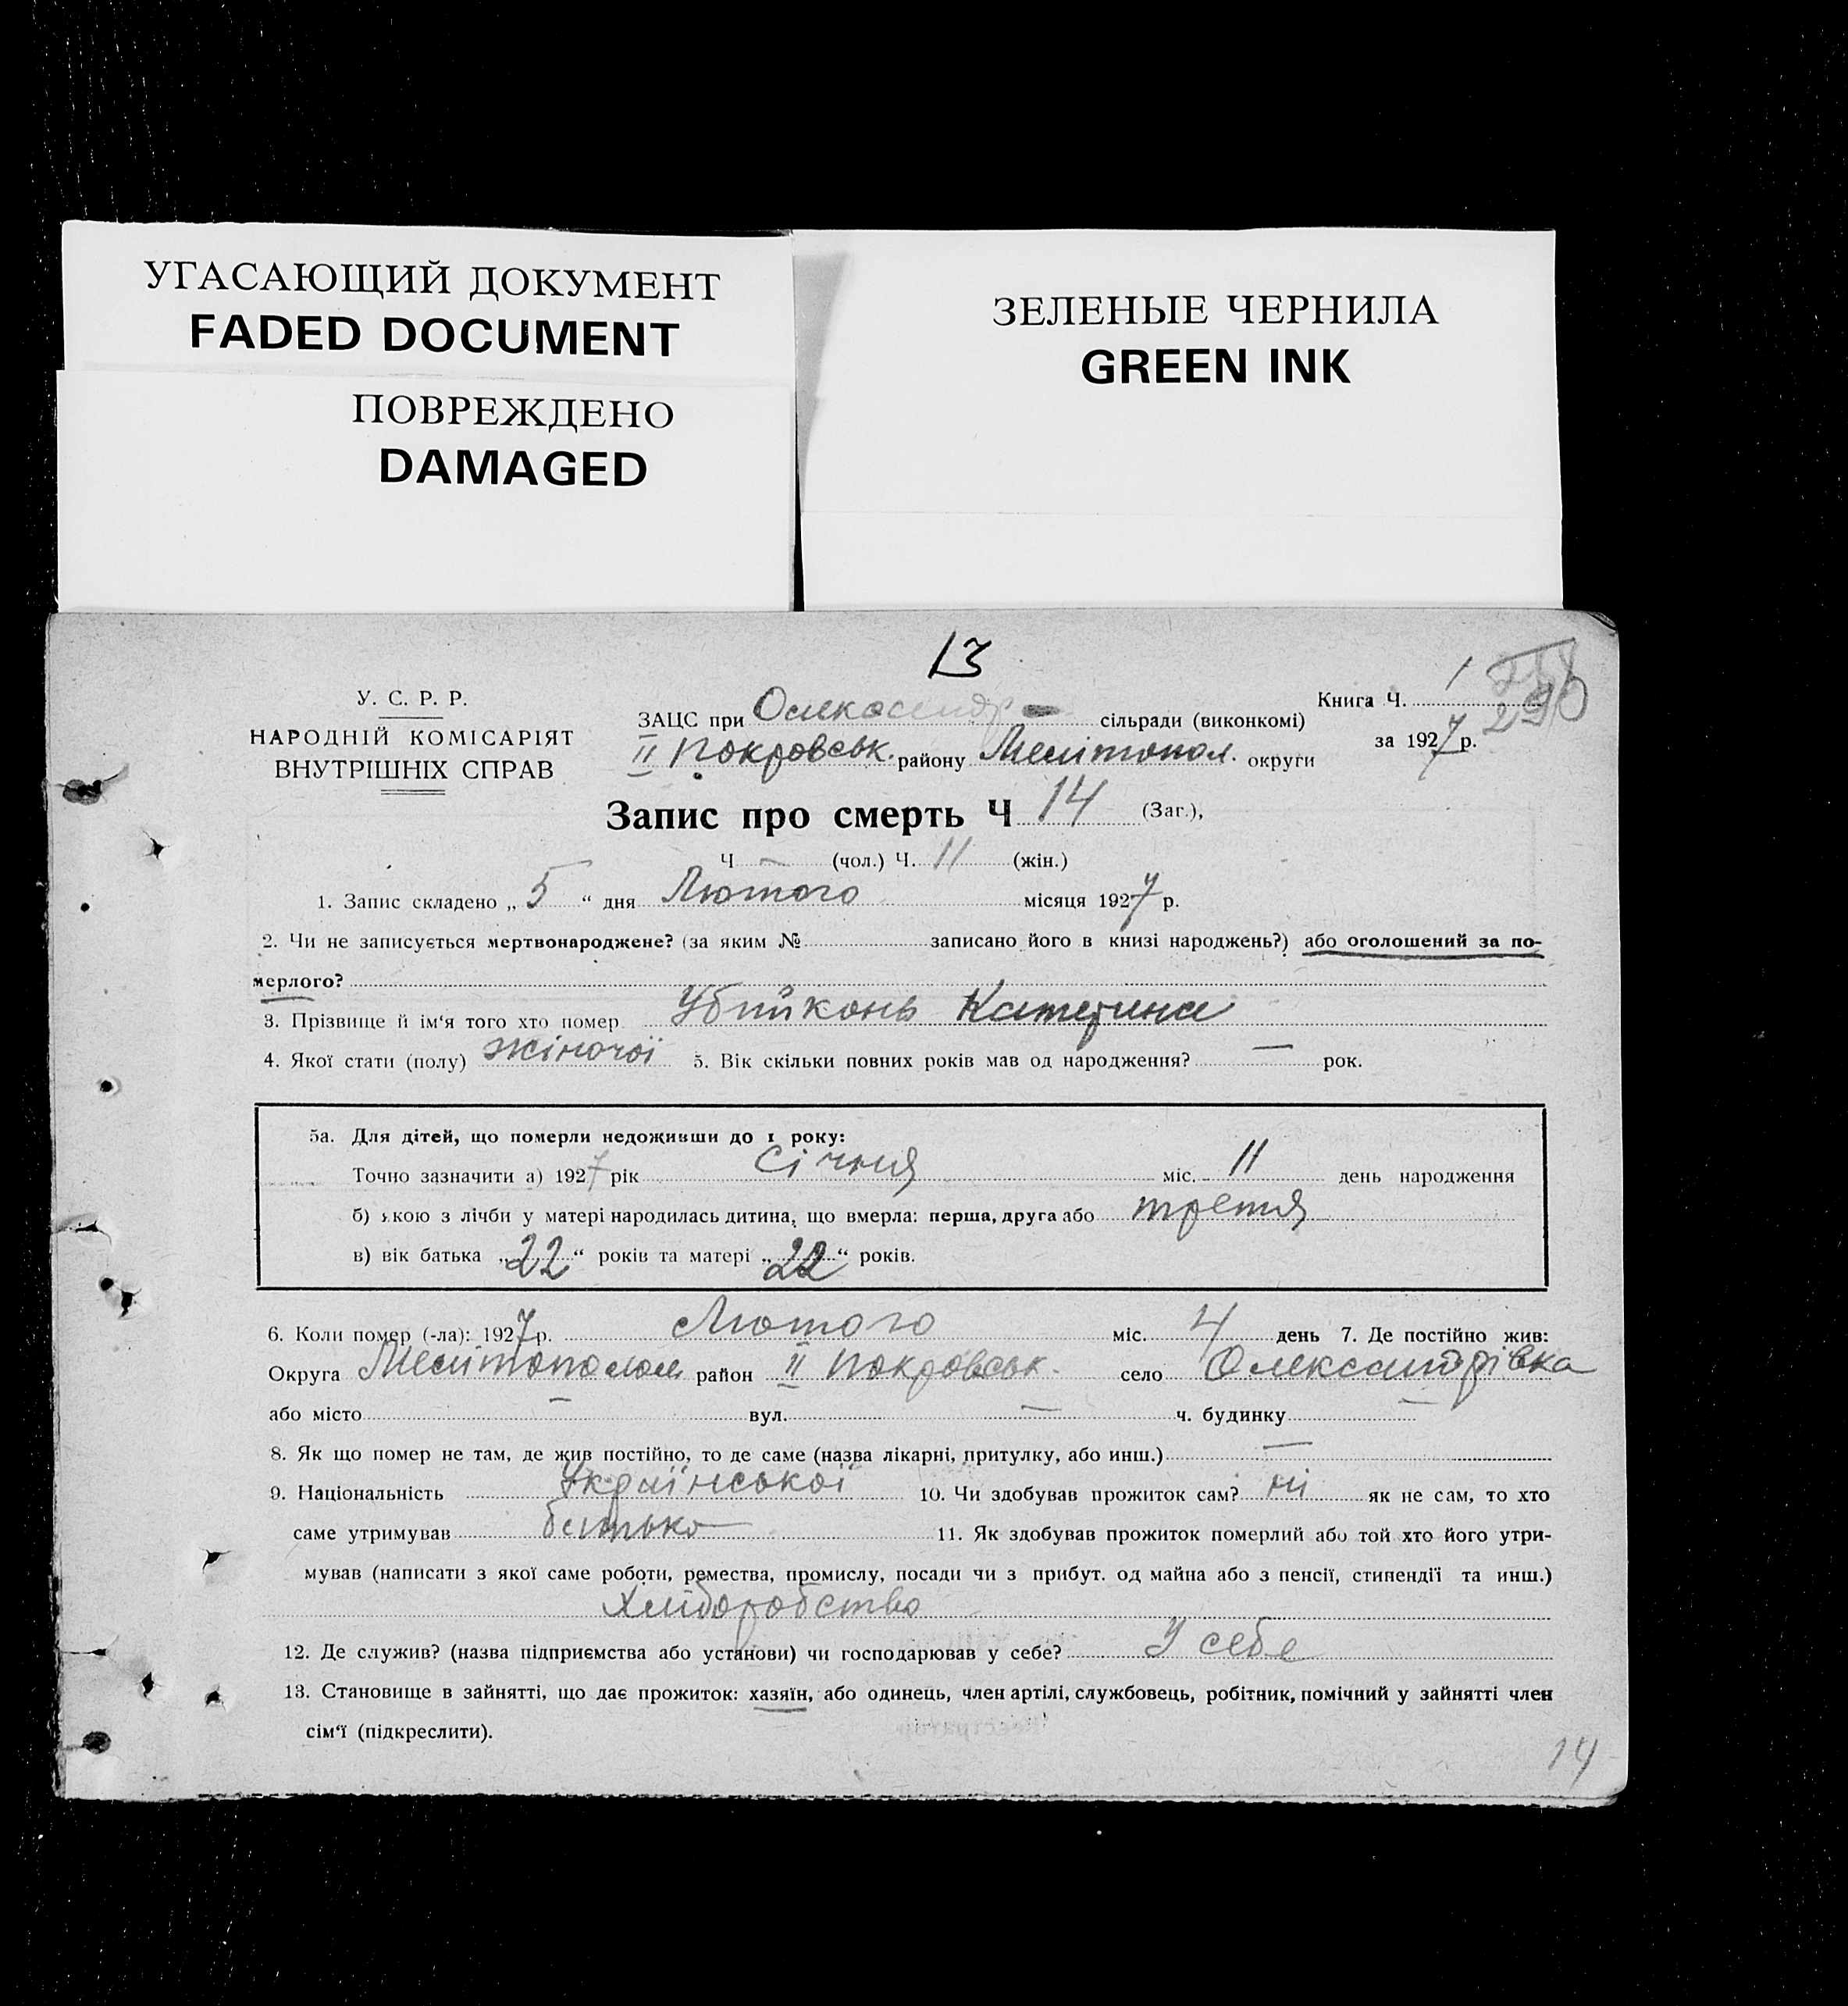 УГАСАЮЩИЙ ДОКУМЕНТ
FADED DOCUMENT
ПОВРЕЖДЕНО
DAMAGED
ЗЕЛЕНЫЕ ЧЕРНИЛА
GREEN INK
13
У. С. Р. Р.
НАРОДНІЙ КОМІСАРІЯТ
ВНУТРІШНІХ СПРАВ
ЗАЦС при Олександр- сільради (виконкомі)
II Покровськ. району Мелітопол. округи
Книга Ч. 1
290
за 1927 р.
Запис про смерть Ч 14 (Заг.),
Ч — (чол.) Ч. 11 (жін.)
1. Запис складено „ 5 “ дня Лютого місяця 1927 р.
2. Чи не записується мертвонароджене? (за яким № записано його в книзі народжень?) або оголошений за по-
мерлого?
3. Прізвище й ім‘я того хто помер Убийконь Катерина
4. Якої стати (полу) жіночої 5. Вік скільки повних років мав од народження? — рок.
5а. Для дітей, що померли недоживши до 1 року:
Точно зазначити а) 1927 рік Січня міс. 11 день народження
б) якою з лічби у матері народилась дитина, що вмерла: перша, друга або третя
в) вік батька „22“ років та матері „22“ років.
6. Коли помер (-ла): 1927 р. Лютого міс. 4 день 7. Де постійно жив:
Округа район II Покровськ. село Олександрівка
або місто — вул. — ч. будинку —
8. Як що помер не там, де жив постійно, то де саме (назва лікарні, притулку, або инш.) —
9. Національність Української 10. Чи здобував прожиток сам? ні як не сам, то хто
саме утримував батько 11. Як здобував прожиток померлий або той хто його утри-
мував (написати з якої саме роботи, ремества, промислу, посади чи з прибут. од майна або з пенсії, стипендії та инш.)
Хліборобство
12. Де служив? (назва підприємства або установи) чи господарював у себе? У себе
13. Становище в зайнятті, що дає прожиток: хазяїн, або одинець, член артілі, службовець, робітник, помічний у зайнятті член
сім‘ї (підкреслити).
14